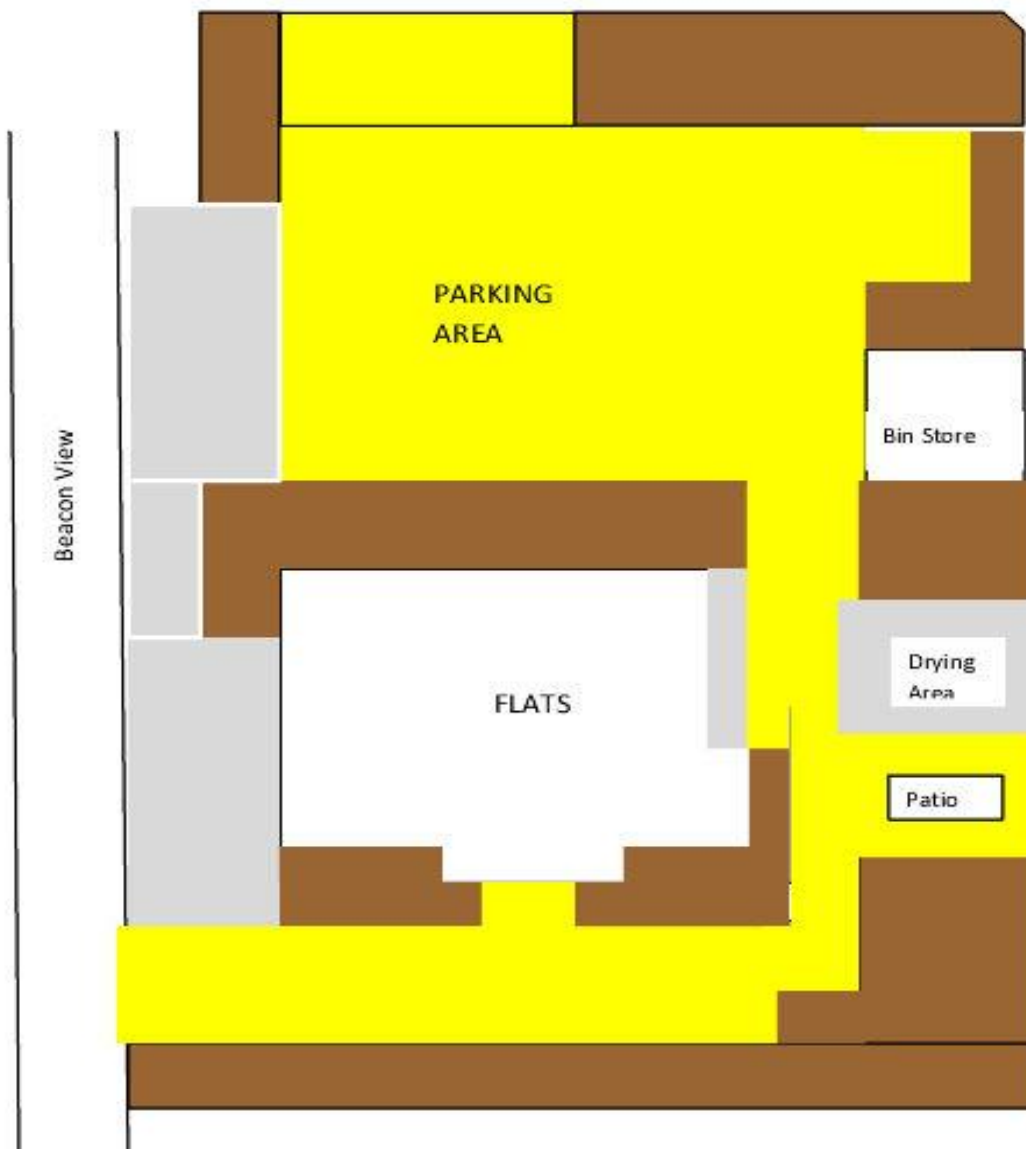 PARKING
AREA
Bin Store
Beacon View
Drying
Area
FLATS
Patio